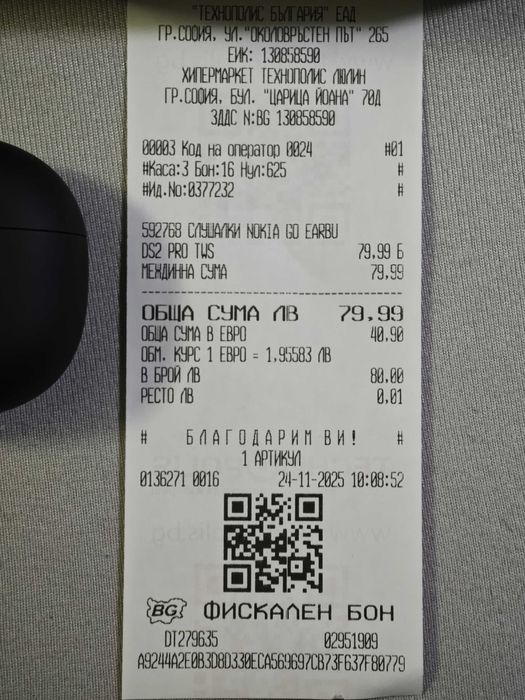 "ТЕХНОПОЛИС БЪЛГАРИЯ" ЕАД
ГР.СОФИЯ, УЛ."ОКОЛОВРЪСТЕН ПЪТ" 265
ЕИК: 130858590
ХИПЕРМАРКЕТ ТЕХНОПОЛИС ЛЮЛИН
ГР.СОФИЯ, БУЛ. "ЦАРИЦА ЙОАНА" 70Д
ЗДДС N:BG 130858590
00003 Код на оператор 0024 #01
#Каса:3 Бон:16 Нул:625 #
#Ид.No:0377232 #
592768 СЛУШАЛКИ NOKIA GO EARBU
DS2 PRO TWS 79.99 Б
МЕЖДИННА СУМА 79.99
ОБЩА СУМА ЛВ 79.99
ОБЩА СУМА В ЕВРО 40.90
ОБМ. КУРС 1 ЕВРО = 1.95583 ЛВ
В БРОЙ ЛВ 80.00
РЕСТО ЛВ 0.01
# БЛАГОДАРИМ ВИ! #
1 АРТИКУЛ
0136271 0016 24-11-2025 10:08:52
BG ФИСКАЛЕН БОН
DT279635 02951909
A9244A2E0B3D8D330ECA569697CB73F637F80779